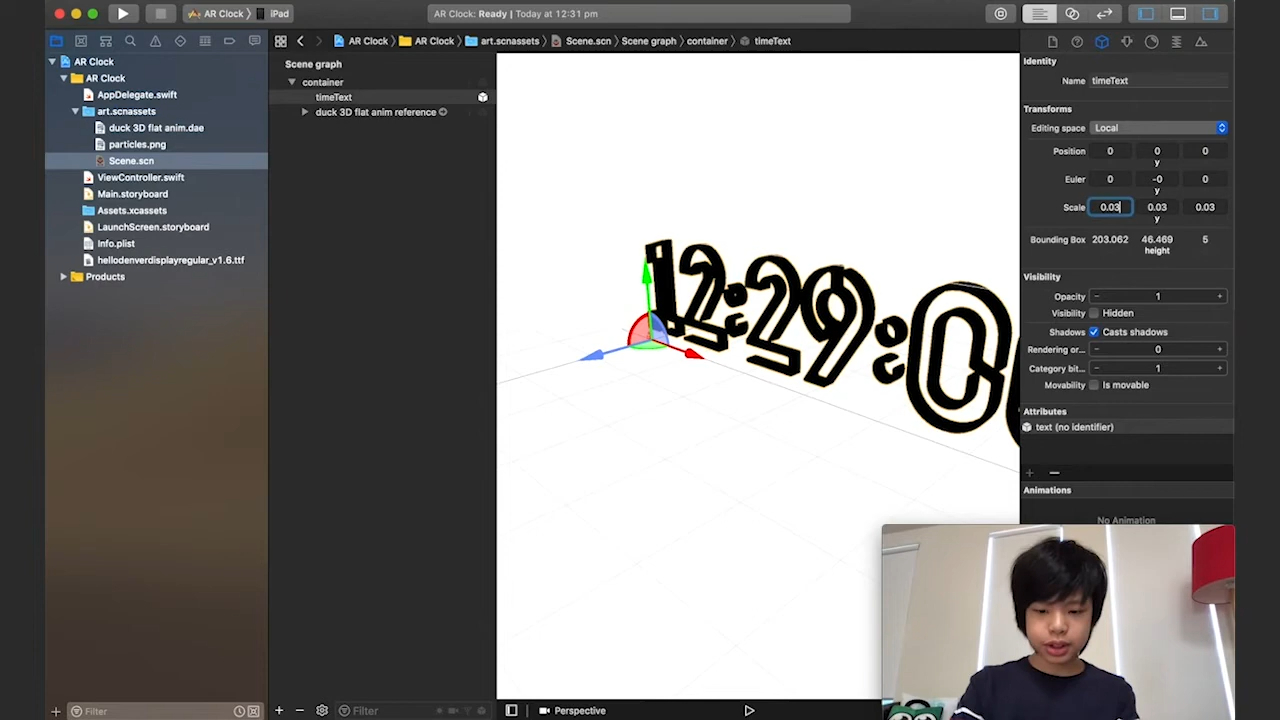 AR Clock 〉 iPad
AR Clock: Ready | Today at 12:31 pm
AR Clock 〉 AR Clock 〉 art.scnassets 〉 Scene.scn 〉 Scene graph 〉 container 〉 timeText
AR Clock
AR Clock
AppDelegate.swift
art.scnassets
duck 3D flat anim.dae
particles.png
Scene.scn
ViewController.swift
Main.storyboard
Assets.xcassets
LaunchScreen.storyboard
Info.plist
hellodenverdisplayregular_v1.6.ttf
Products
Filter
Scene graph
container
timeText
duck 3D flat anim reference
Filter
12:29:0
Perspective
Identity
Name timeText
Transforms
Editing space Local
Position 0 0 0
y
Euler 0 -0 0
y
Scale 0.03 0.03 0.03
y
Bounding Box 203.062 46.469 5
height
Visibility
Opacity − 1 +
Visibility Hidden
Shadows Casts shadows
Rendering or... − 0 +
Category bit... − 1 +
Movability Is movable
Attributes
text (no identifier)
+ −
Animations
No Animation